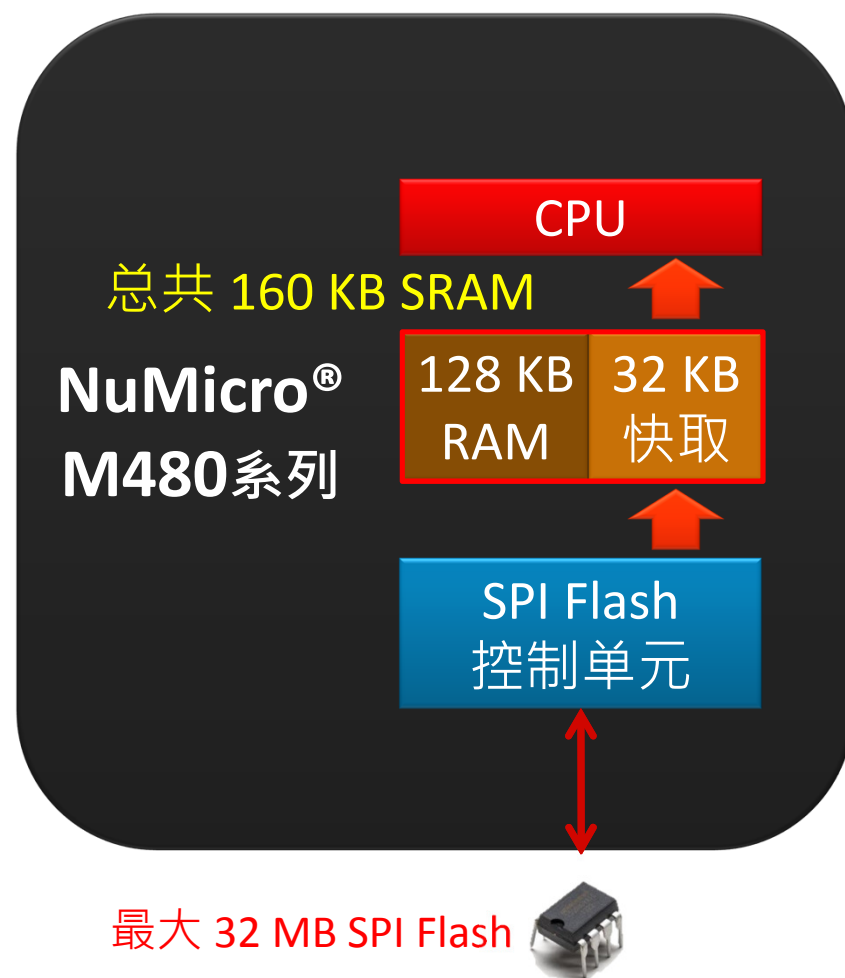 CPU
总共 160 KB SRAM
NuMicro®
M480系列
128 KB
RAM
32 KB
快取
SPI Flash
控制单元
最大 32 MB SPI Flash